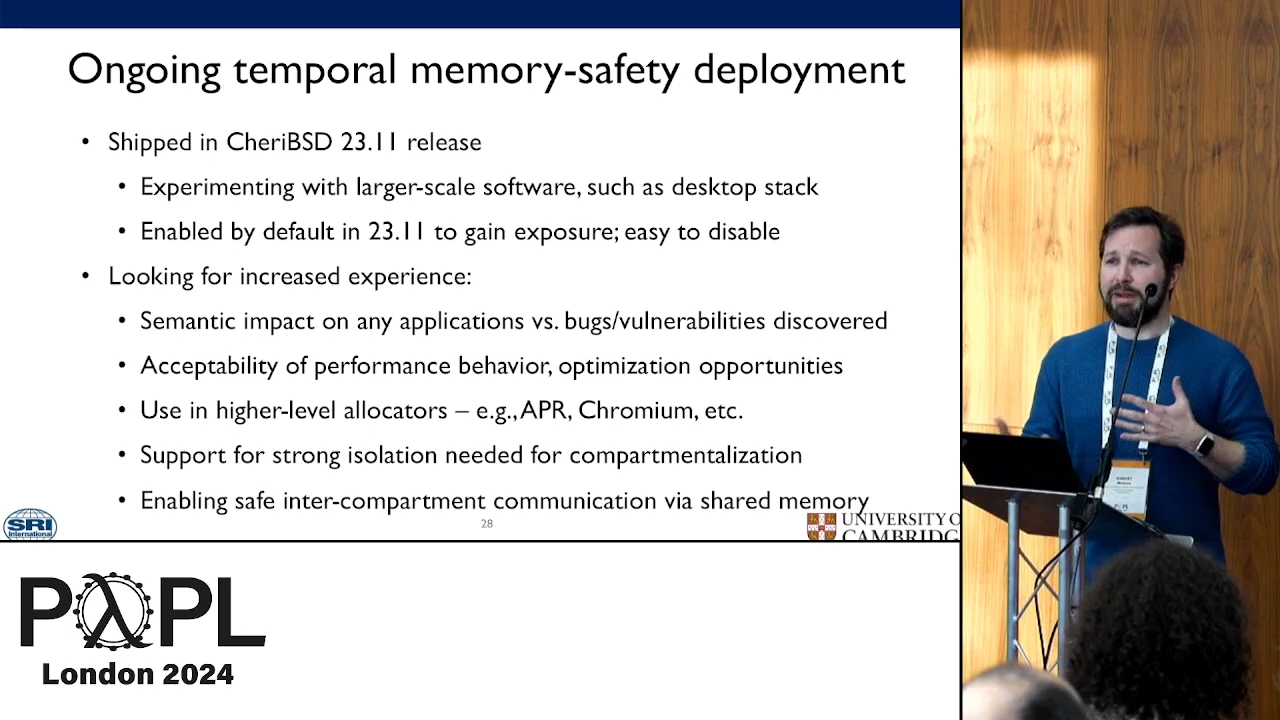 Ongoing temporal memory-safety deployment
• Shipped in CheriBSD 23.11 release
• Experimenting with larger-scale software, such as desktop stack
• Enabled by default in 23.11 to gain exposure; easy to disable
• Looking for increased experience:
• Semantic impact on any applications vs. bugs/vulnerabilities discovered
• Acceptability of performance behavior, optimization opportunities
• Use in higher-level allocators – e.g., APR, Chromium, etc.
• Support for strong isolation needed for compartmentalization
• Enabling safe inter-compartment communication via shared memory
SRI
International
28
UNIVERSITY O
CAMBRIDG
PλPL
London 2024